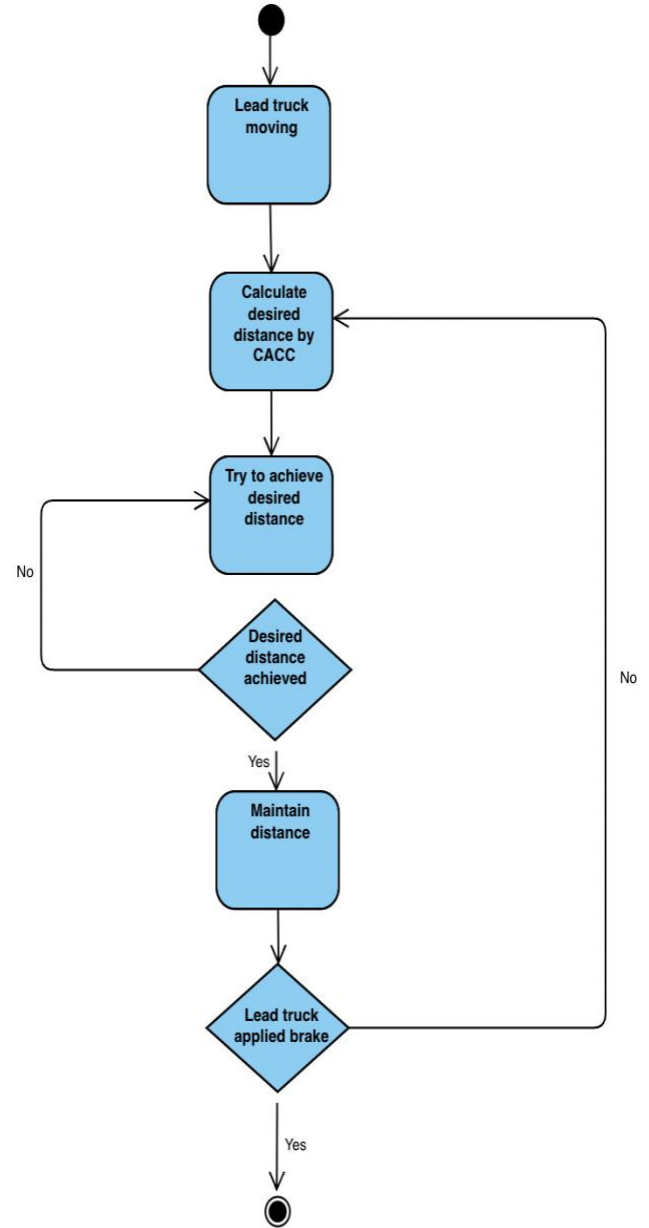 Lead truck
moving
Calculate
desired
distance by
CACC
Try to achieve
desired
distance
No
Desired
distance
achieved
No
Yes
Maintain
distance
Lead truck
applied brake
Yes